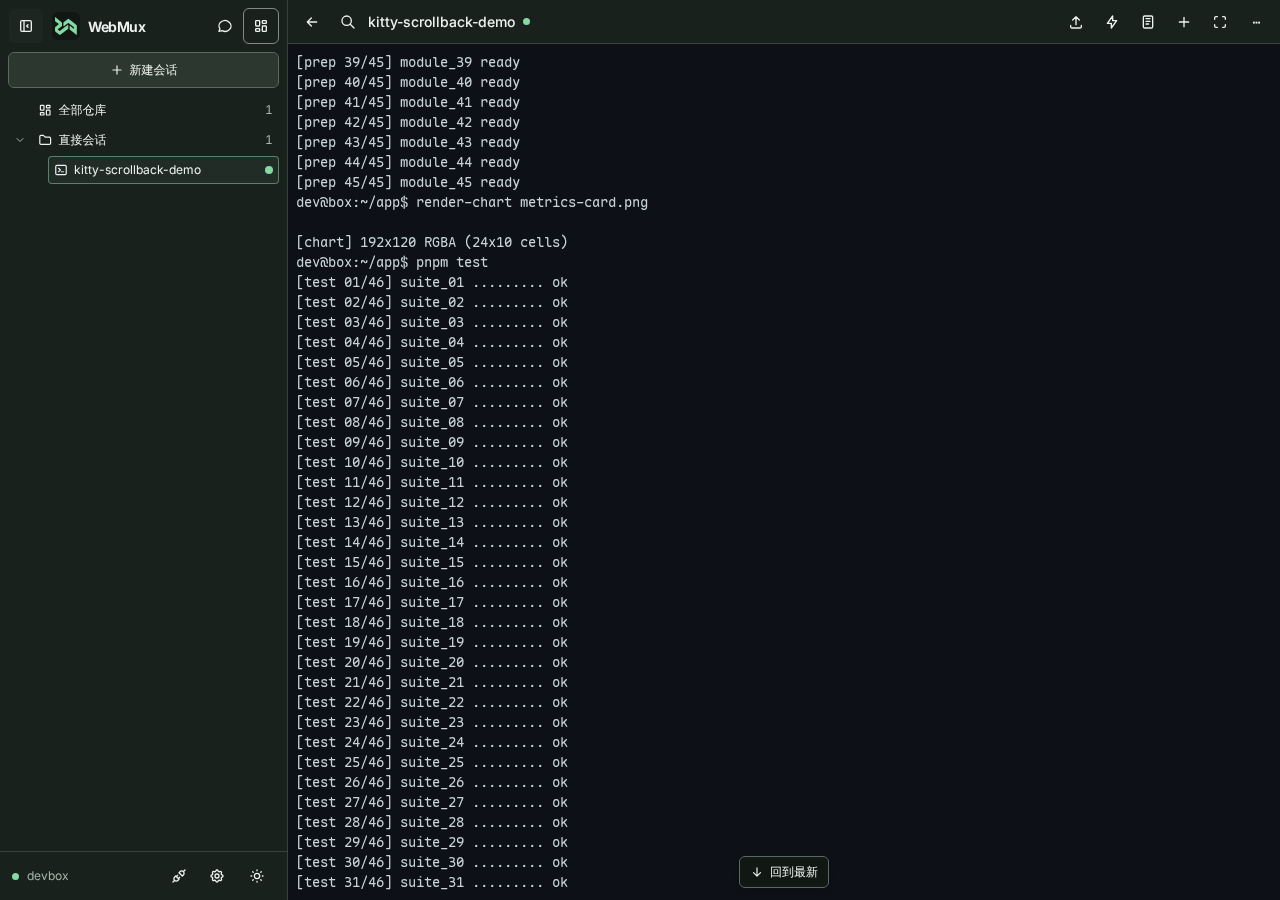 WebMux
新建会话
全部仓库 1
直接会话 1
kitty-scrollback-demo
devbox
kitty-scrollback-demo
[prep 39/45] module_39 ready
[prep 40/45] module_40 ready
[prep 41/45] module_41 ready
[prep 42/45] module_42 ready
[prep 43/45] module_43 ready
[prep 44/45] module_44 ready
[prep 45/45] module_45 ready
dev@box:~/app$ render-chart metrics-card.png
[chart] 192x120 RGBA (24x10 cells)
dev@box:~/app$ pnpm test
[test 01/46] suite_01 ......... ok
[test 02/46] suite_02 ......... ok
[test 03/46] suite_03 ......... ok
[test 04/46] suite_04 ......... ok
[test 05/46] suite_05 ......... ok
[test 06/46] suite_06 ......... ok
[test 07/46] suite_07 ......... ok
[test 08/46] suite_08 ......... ok
[test 09/46] suite_09 ......... ok
[test 10/46] suite_10 ......... ok
[test 11/46] suite_11 ......... ok
[test 12/46] suite_12 ......... ok
[test 13/46] suite_13 ......... ok
[test 14/46] suite_14 ......... ok
[test 15/46] suite_15 ......... ok
[test 16/46] suite_16 ......... ok
[test 17/46] suite_17 ......... ok
[test 18/46] suite_18 ......... ok
[test 19/46] suite_19 ......... ok
[test 20/46] suite_20 ......... ok
[test 21/46] suite_21 ......... ok
[test 22/46] suite_22 ......... ok
[test 23/46] suite_23 ......... ok
[test 24/46] suite_24 ......... ok
[test 25/46] suite_25 ......... ok
[test 26/46] suite_26 ......... ok
[test 27/46] suite_27 ......... ok
[test 28/46] suite_28 ......... ok
[test 29/46] suite_29 ......... ok
[test 30/46] suite_30 ......... ok
[test 31/46] suite_31 ......... ok
回到最新